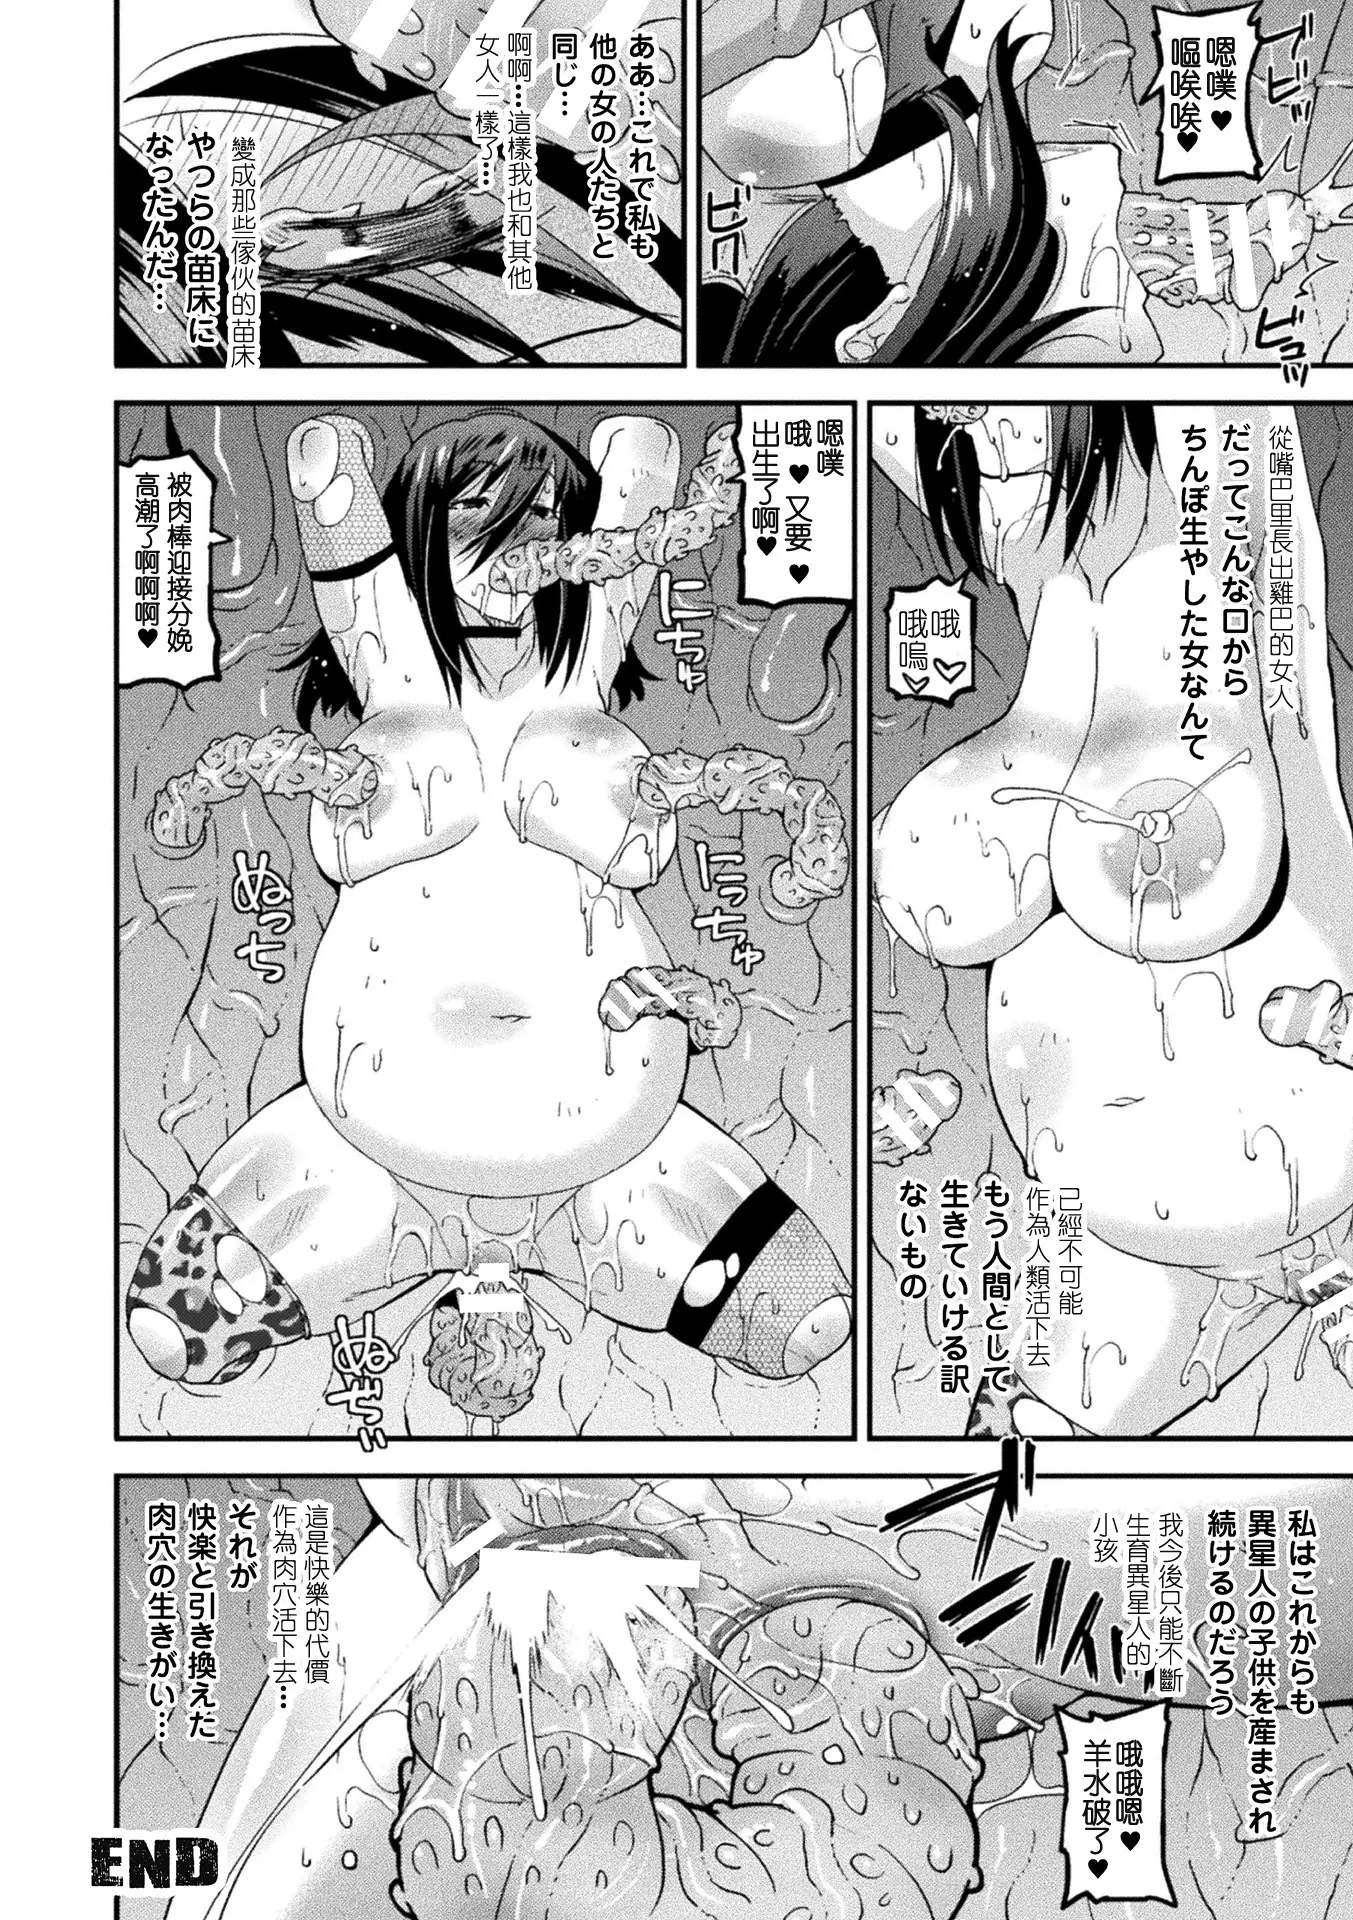 嗯噗♥
嘔唉唉♥
ああ…これで私も
他の女の人たちと
同じ…
啊啊…這樣我也和其他
女人一樣了…
變成那些傢伙的苗床
やつらの苗床に
なったんだ…
從嘴巴里長出雞巴的女人
だってこんな口から
ちんぽ生やした女なんて
哦
哦嗚♡♡
已經不可能
作為人類活下去
もう人間として
生きていける訳
ないもの
嗯噗
哦♥又要♥
出生了啊♥
被肉棒迎接分娩
高潮了啊啊啊♥
にちゅ
にっちゅ
ぬっち
ぬちぃ
私はこれからも
異星人の子供を産まされ
続けるのだろう
我今後只能不斷
生育異星人的
小孩
哦哦嗯♥
羊水破了♥
這是快樂的代價
作為肉穴活下去…
それが
快楽と引き換えた
肉穴の生きがい…
END